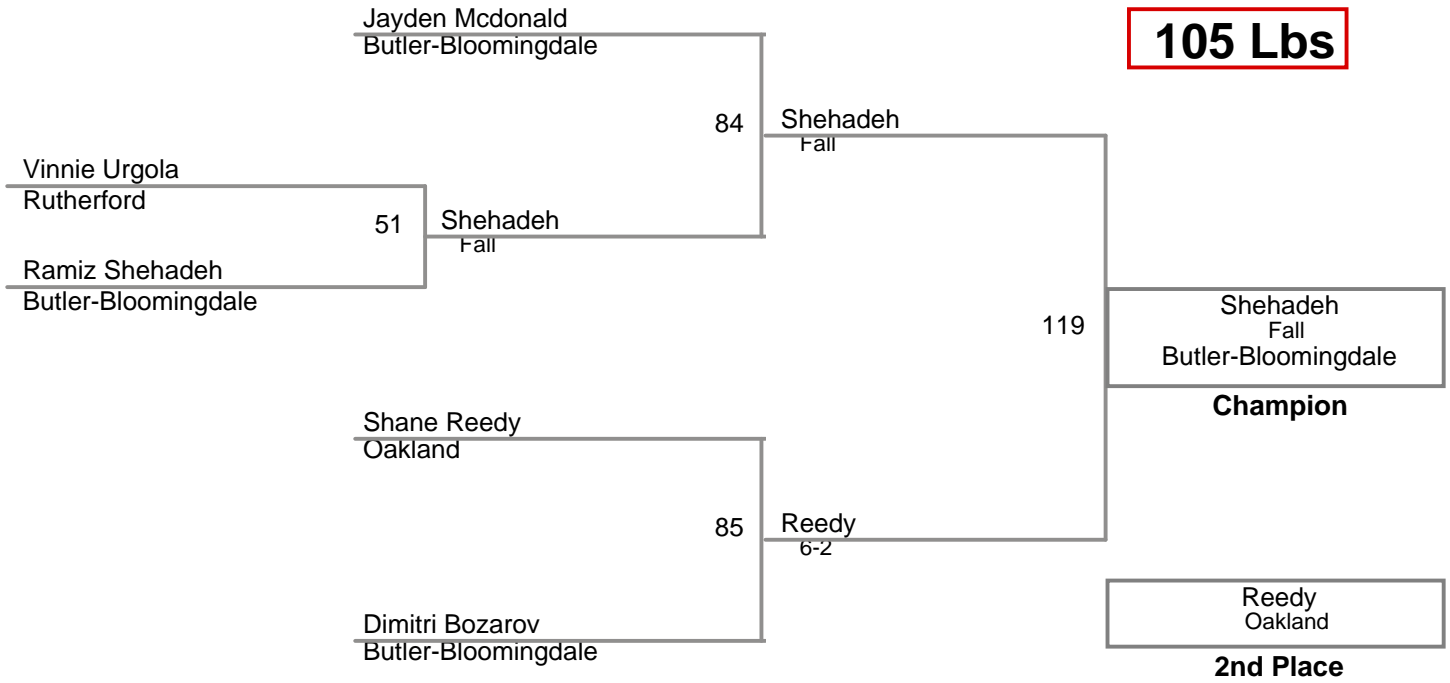 Jayden Mcdonald
Butler-Bloomingdale
105 Lbs
84
Shehadeh
Fall
Vinnie Urgola
Rutherford
51
Shehadeh
Fall
Ramiz Shehadeh
Butler-Bloomingdale
119
Shehadeh
Fall
Butler-Bloomingdale
Champion
Shane Reedy
Oakland
85
Reedy
6-2
Dimitri Bozarov
Butler-Bloomingdale
Reedy
Oakland
2nd Place